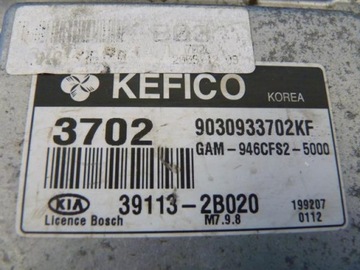 KEFICO
KOREA
3702
9030933702KF
GAM-946CFS2-5000
KIA
39113-2B020
199207
Licence Bosch
M7.9.8
0112